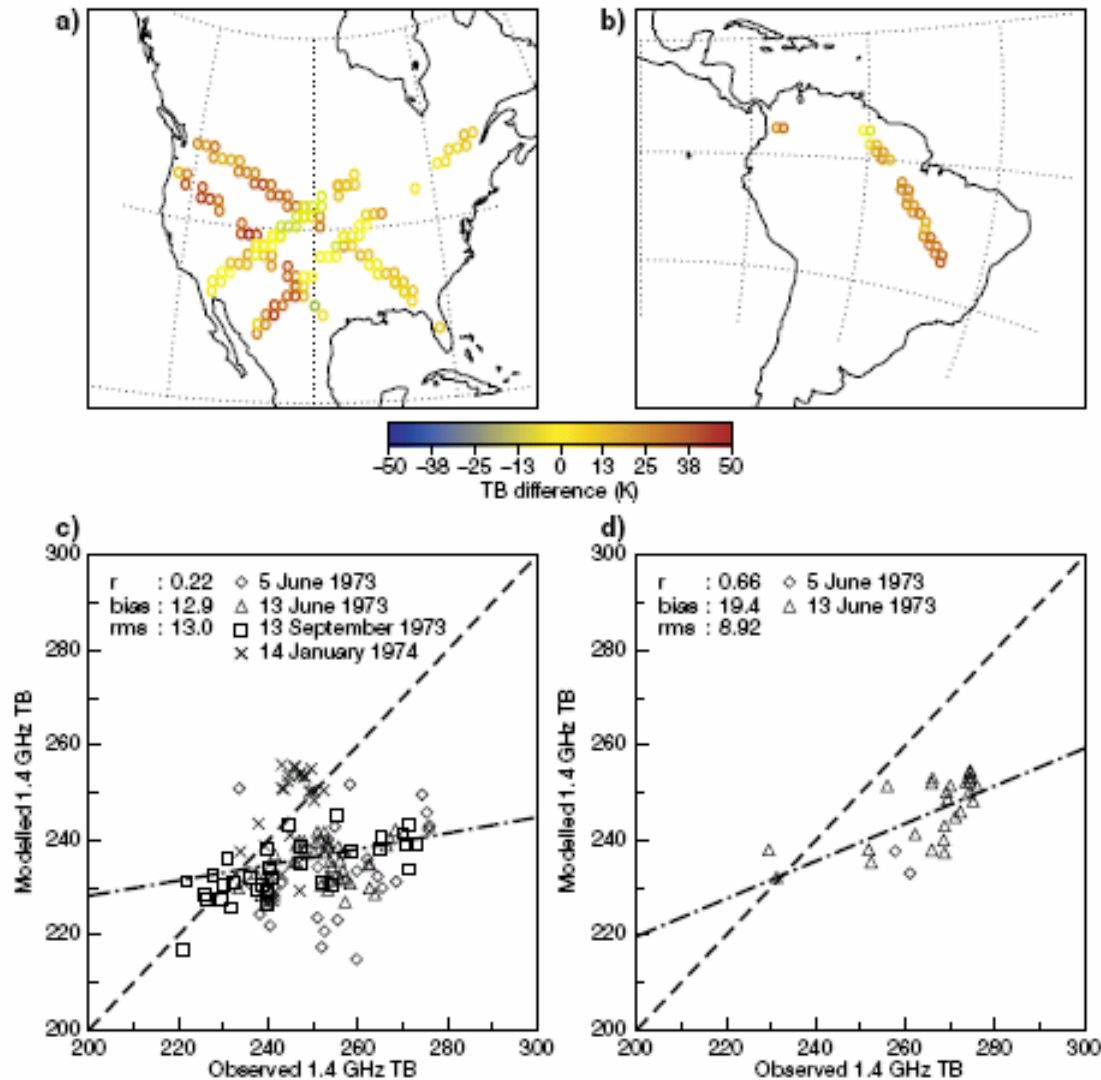 a)
b)
−50 −38 −25 −13 0 13 25 38 50
TB difference (K)
c)
300
280
260
240
220
200
Modelled 1.4 GHz TB
r : 0.22
bias : 12.9
rms : 13.0
5 June 1973
13 June 1973
13 September 1973
14 January 1974
200 220 240 260 280 300
Observed 1.4 GHz TB
d)
300
280
260
240
220
200
Modelled 1.4 GHz TB
r : 0.66
bias : 19.4
rms : 8.92
5 June 1973
13 June 1973
200 220 240 260 280 300
Observed 1.4 GHz TB